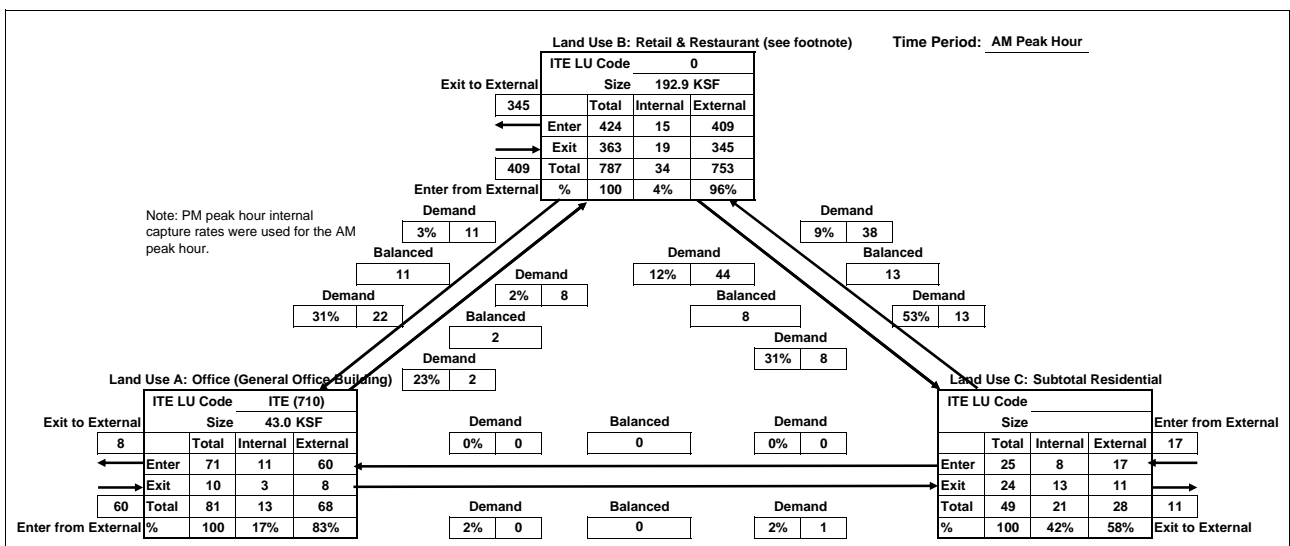 Land Use B: Retail & Restaurant (see footnote) Time Period: AM Peak Hour
ITE LU Code 0
Exit to External Size 192.9 KSF
345 Total Internal External
Enter 424 15 409
Exit 363 19 345
409 Total 787 34 753
Enter from External % 100 4% 96%
Note: PM peak hour internal
capture rates were used for the AM
peak hour.
Demand
3% 11
Balanced
11
Demand
31% 22
Demand
2% 8
Balanced
2
Demand
23% 2
Demand
12% 44
Balanced
8
Demand
31% 8
Demand
9% 38
Balanced
13
Demand
53% 13
Land Use A: Office (General Office Building)
ITE LU Code ITE (710)
Exit to External Size 43.0 KSF
8 Total Internal External
Enter 71 11 60
Exit 10 3 8
60 Total 81 13 68
Enter from External % 100 17% 83%
Demand Balanced Demand
0% 0 0 0% 0
Demand Balanced Demand
2% 0 0 2% 1
Land Use C: Subtotal Residential
ITE LU Code
Size Enter from External
Total Internal External 17
Enter 25 8 17
Exit 24 13 11
Total 49 21 28 11
% 100 42% 58% Exit to External